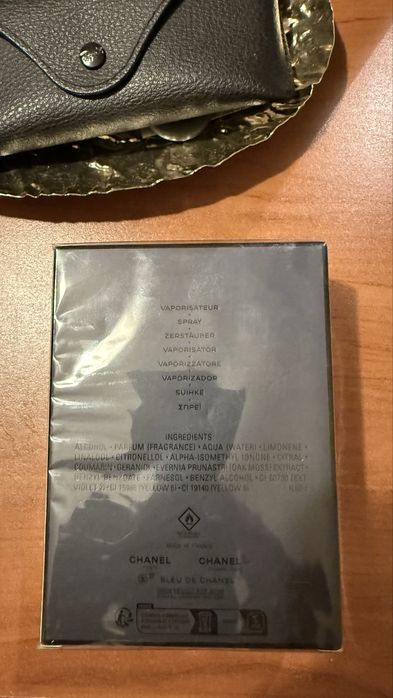 VAPORISATEUR
SPRAY
ZERSTÄUBER
VAPORISATOR
VAPORIZZATORE
VAPORIZADOR
SUIHKE
ΣΠΡΕΪ
INGREDIENTS:
ALCOHOL • PARFUM (FRAGRANCE) • AQUA (WATER) • LIMONENE •
LINALOOL • CITRONELLOL • ALPHA-ISOMETHYL IONONE • CITRAL •
COUMARIN • GERANIOL • EVERNIA PRUNASTRI (OAK MOSS) EXTRACT •
BENZYL BENZOATE • FARNESOL • BENZYL ALCOHOL • CI 60730 (EXT.
VIOLET 2) • CI 15985 (YELLOW 6) • CI 19140 (YELLOW 5)
MADE IN FRANCE
CHANEL CHANEL
BLEU DE CHANEL